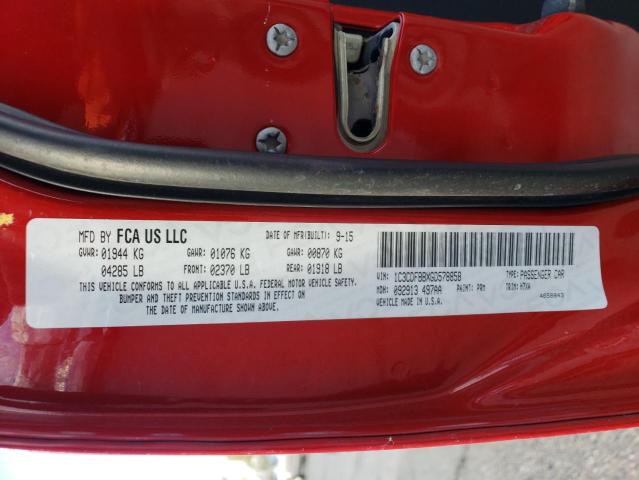 MFD BY FCA US LLC DATE OF MFR(BUILT): 9-15
GVWR: 01944 KG GAWR: 01076 KG GAWR: 00870 KG
04285 LB FRONT: 02370 LB REAR: 01918 LB
THIS VEHICLE CONFORMS TO ALL APPLICABLE U.S.A. FEDERAL MOTOR VEHICLE SAFETY,
BUMPER AND THEFT PREVENTION STANDARDS IN EFFECT ON
THE DATE OF MANUFACTURE SHOWN ABOVE.
VIN: 1C3CDFBBXGD578858 TYPE: PASSENGER CAR
MDH: 092913 497AA PAINT: PRM TRIM: H7XA
VEHICLE MADE IN U.S.A. 4658843